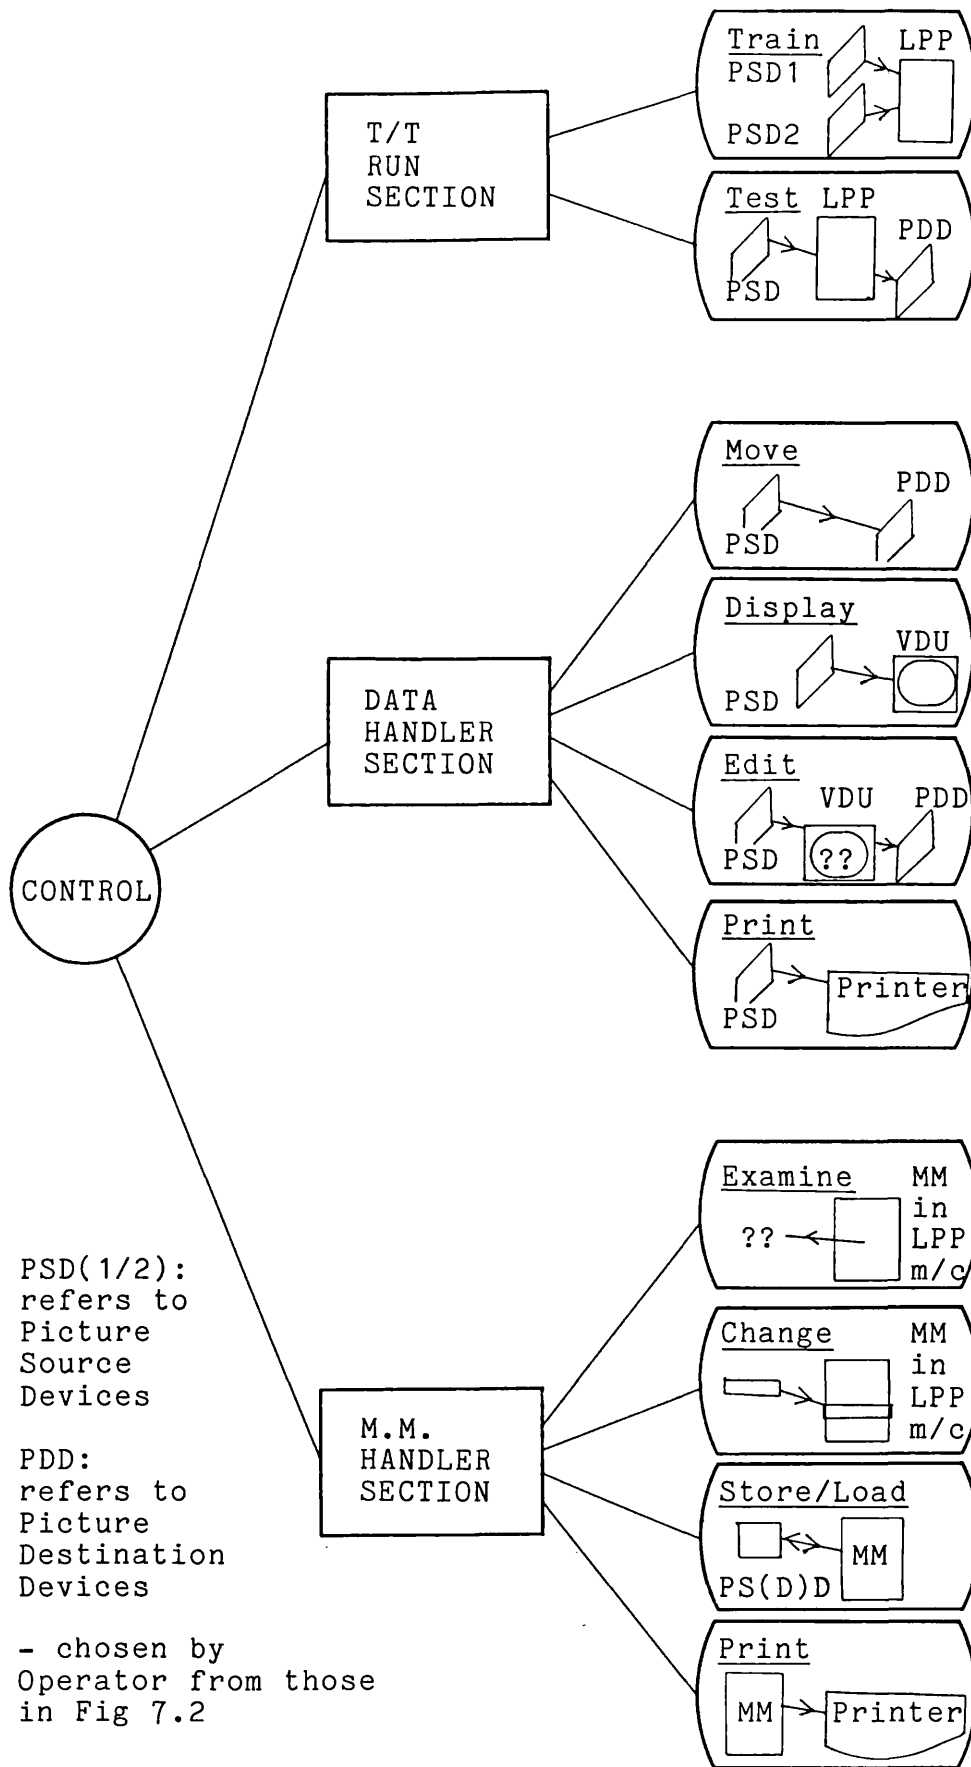 Train LPP
PSD1
PSD2
T/T
RUN
SECTION
Test LPP
PDD
PSD
Move
PDD
PSD
Display
VDU
PSD
DATA
HANDLER
SECTION
Edit
VDU PDD
PSD
??
CONTROL
Print
Printer
PSD
Examine MM
in
?? LPP
m/c
PSD(1/2):
refers to
Picture
Source
Devices
Change MM
in
LPP
m/c
M.M.
HANDLER
SECTION
PDD:
refers to
Picture
Destination
Devices
Store/Load
MM
PS(D)D
- chosen by
Operator from those
in Fig 7.2
Print
MM Printer